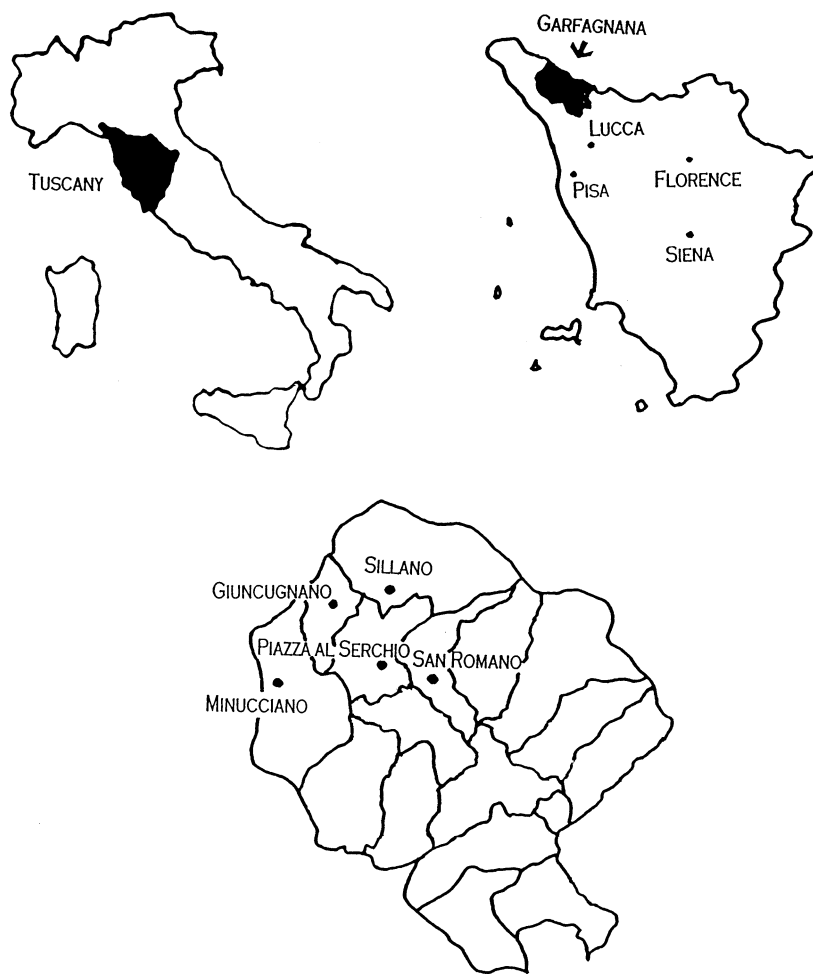 TUSCANY
GARFAGNANA
LUCCA
PISA
FLORENCE
SIENA
SILLANO
GIUNCUGNANO
PIAZZA AL SERCHIO
SAN ROMANO
MINUCCIANO